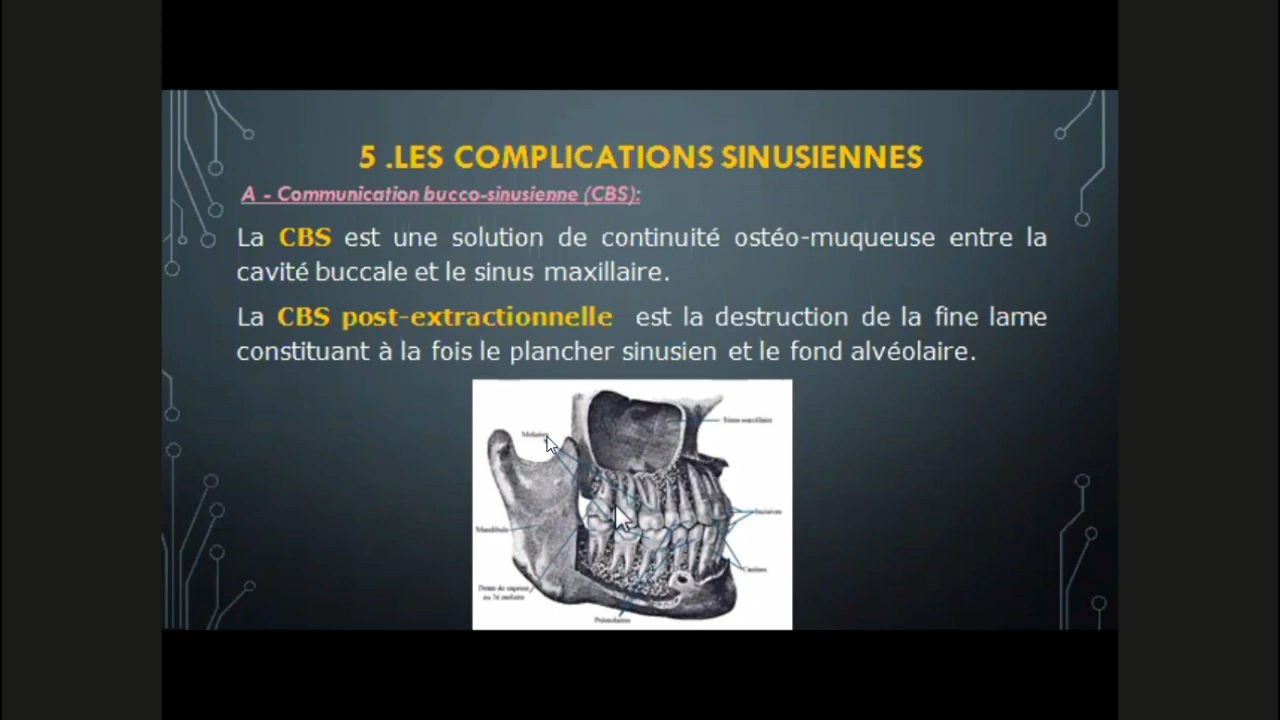 5 .LES COMPLICATIONS SINUSIENNES
A - Communication bucco-sinusienne (CBS):
La CBS est une solution de continuité ostéo-muqueuse entre la
cavité buccale et le sinus maxillaire.
La CBS post-extractionnelle est la destruction de la fine lame
constituant à la fois le plancher sinusien et le fond alvéolaire.
Sinus maxillaire
Molaires
Incisives
Mandibule
Canines
Dents de sagesse
au 3è molaire
Prémolaires